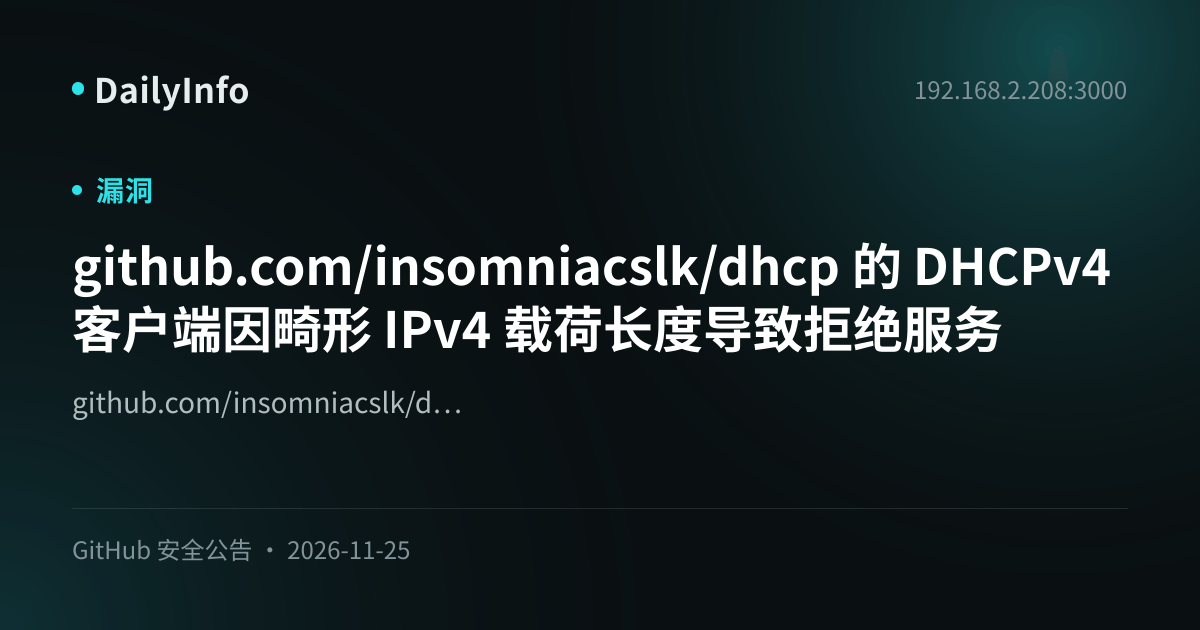 DailyInfo
192.168.2.208:3000
漏洞
github.com/insomniacslk/dhcp 的 DHCPv4
客户端因畸形 IPv4 载荷长度导致拒绝服务
github.com/insomniacslk/d…
GitHub 安全公告 • 2026-11-25